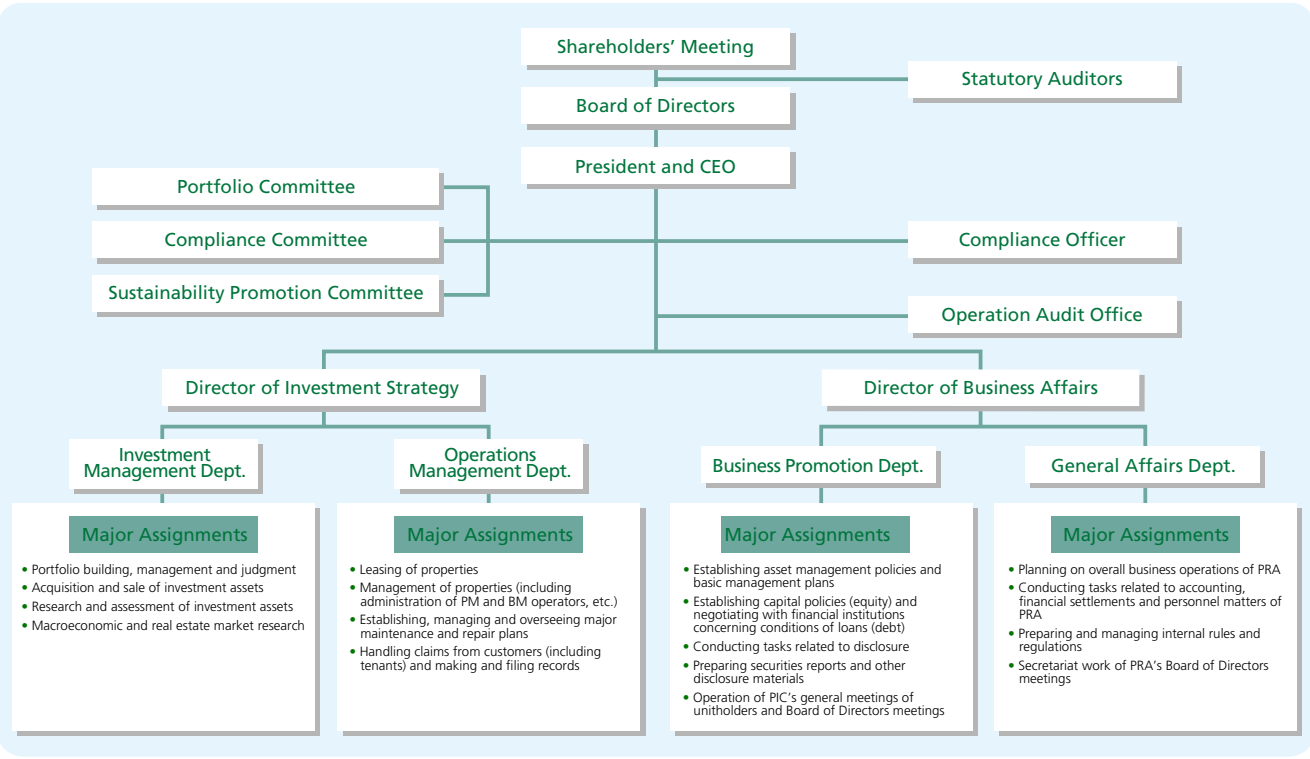 Shareholders' Meeting
Statutory Auditors
Board of Directors
President and CEO
Portfolio Committee
Compliance Committee
Compliance Officer
Sustainability Promotion Committee
Operation Audit Office
Director of Investment Strategy
Director of Business Affairs
Investment
Management Dept.
Operations
Management Dept.
Business Promotion Dept.
General Affairs Dept.
Major Assignments
• Portfolio building, management and judgment
• Acquisition and sale of investment assets
• Research and assessment of investment assets
• Macroeconomic and real estate market research
Major Assignments
• Leasing of properties
• Management of properties (including
administration of PM and BM operators, etc.)
• Establishing, managing and overseeing major
maintenance and repair plans
• Handling claims from customers (including
tenants) and making and filing records
Major Assignments
• Establishing asset management policies and
basic management plans
• Establishing capital policies (equity) and
negotiating with financial institutions
concerning conditions of loans (debt)
• Conducting tasks related to disclosure
• Preparing securities reports and other
disclosure materials
• Operation of PIC's general meetings of
unitholders and Board of Directors meetings
Major Assignments
• Planning on overall business operations of PRA
• Conducting tasks related to accounting,
financial settlements and personnel matters of
PRA
• Preparing and managing internal rules and
regulations
• Secretariat work of PRA's Board of Directors
meetings